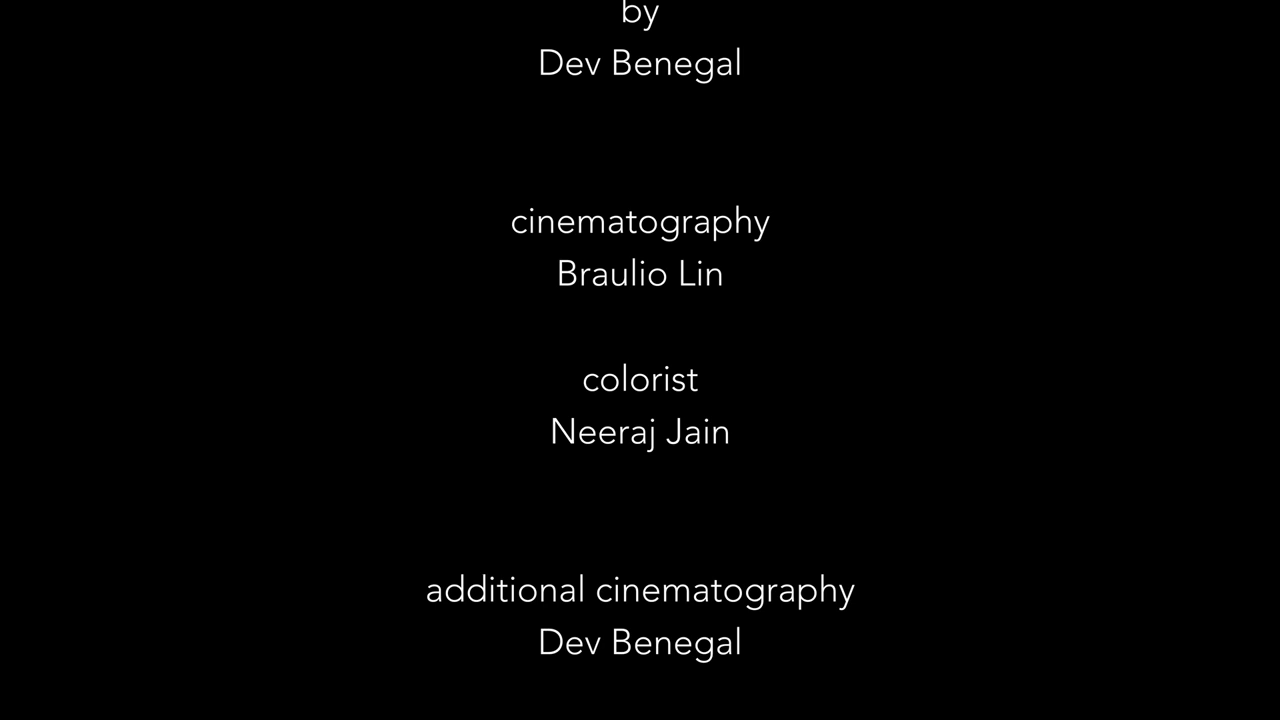 by
Dev Benegal
cinematography
Braulio Lin
colorist
Neeraj Jain
additional cinematography
Dev Benegal